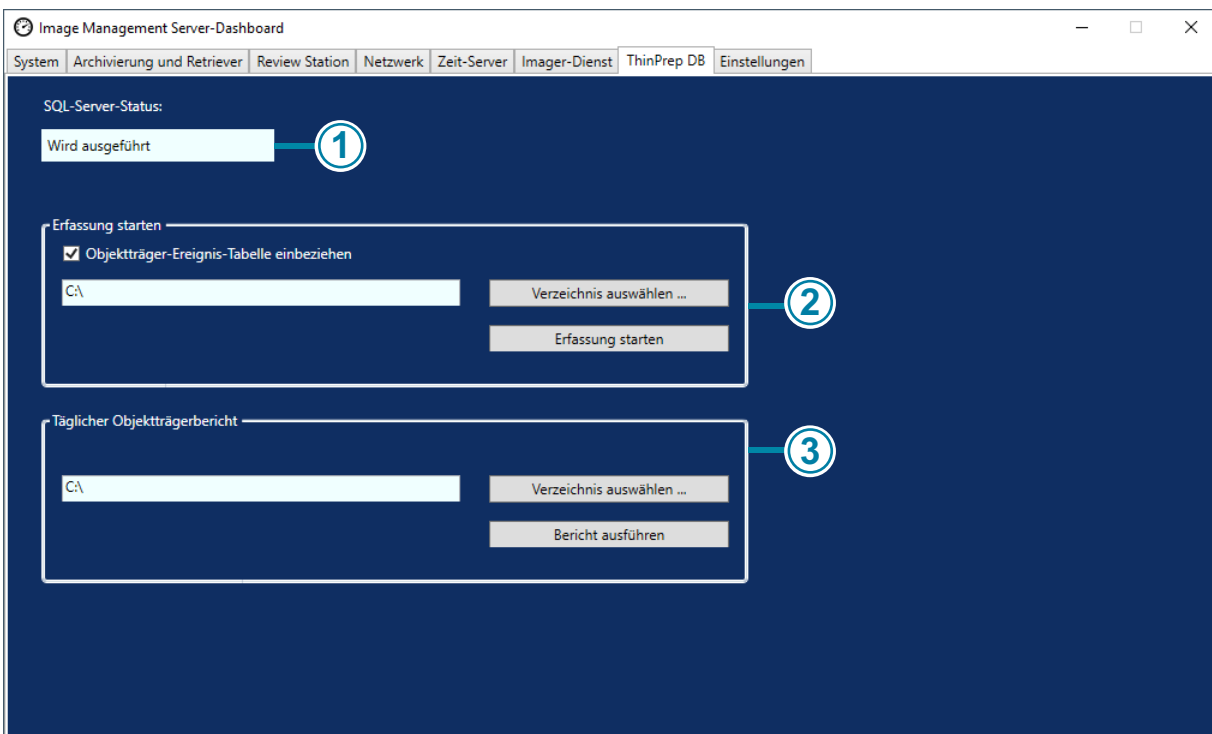 Image Management Server-Dashboard
System Archivierung und Retriever Review Station Netzwerk Zeit-Server Imager-Dienst ThinPrep DB Einstellungen
SQL-Server-Status:
Wird ausgeführt
1
Erfassung starten
Objektträger-Ereignis-Tabelle einbeziehen
C:\ Verzeichnis auswählen ...
2
Erfassung starten
Täglicher Objektträgerbericht
3
C:\ Verzeichnis auswählen ...
Bericht ausführen